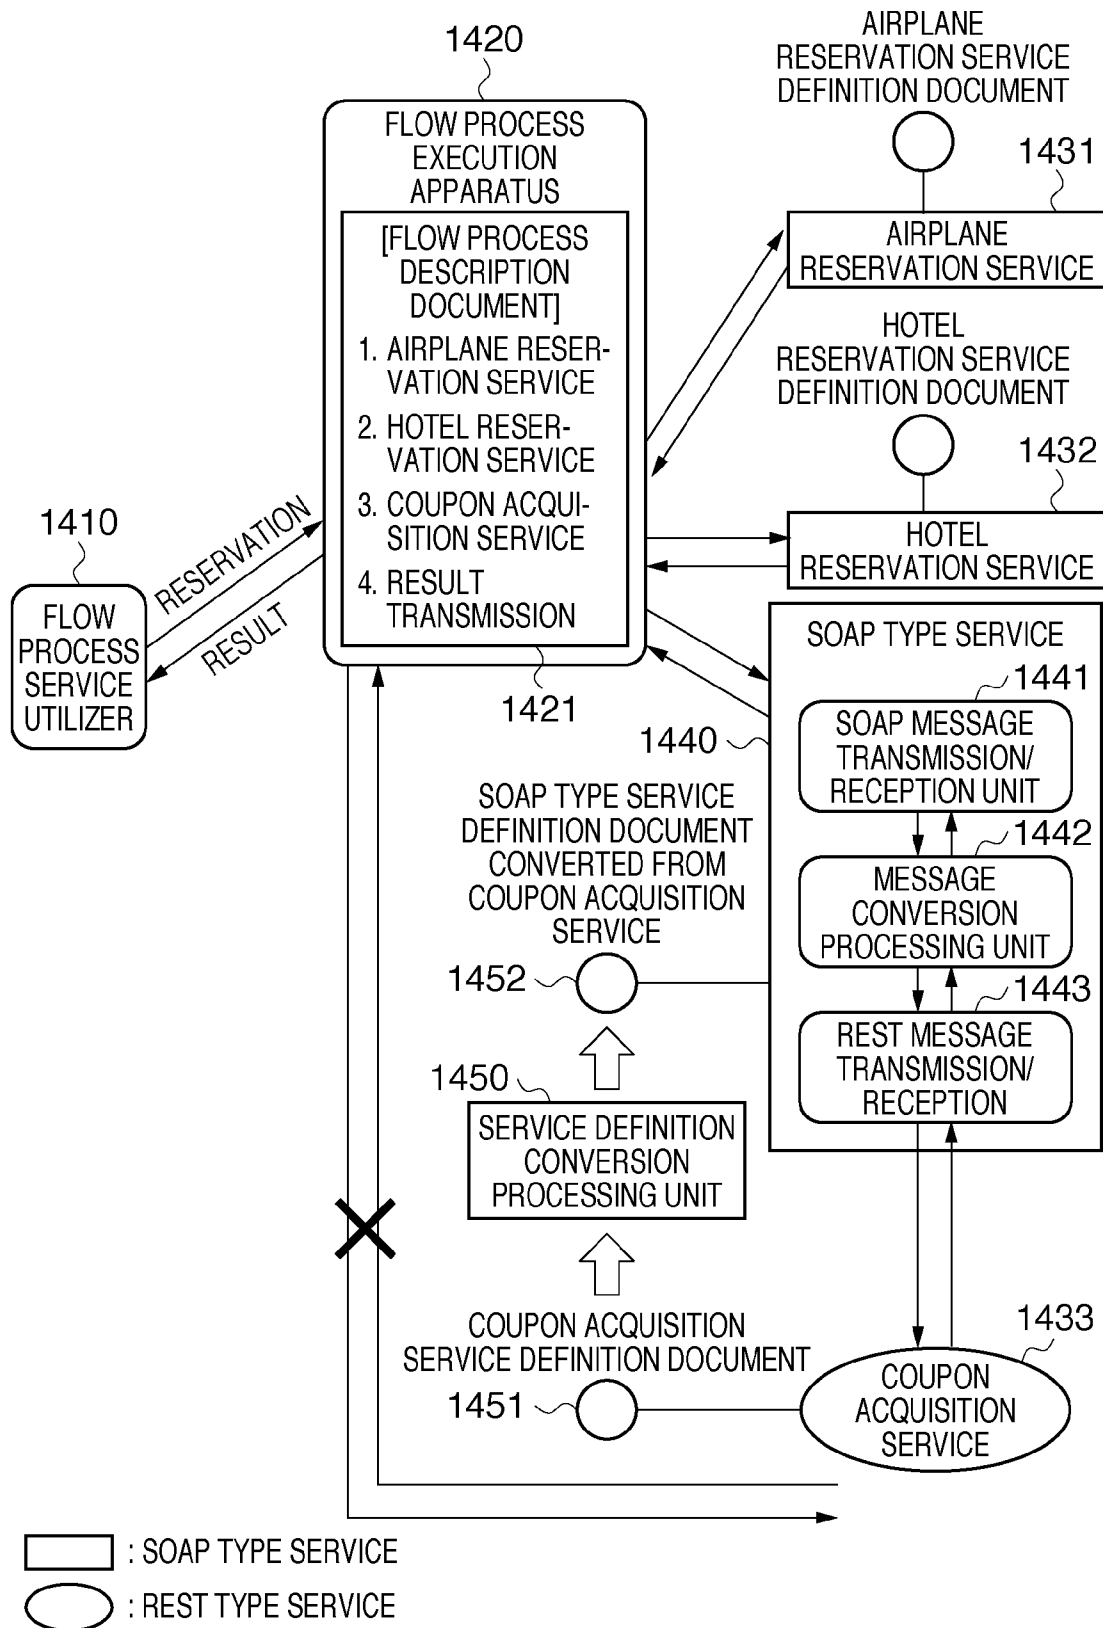 1420
FLOW PROCESS
EXECUTION
APPARATUS
[FLOW PROCESS
DESCRIPTION
DOCUMENT]
1. AIRPLANE RESER-
VATION SERVICE
2. HOTEL RESER-
VATION SERVICE
3. COUPON ACQUI-
SITION SERVICE
4. RESULT
TRANSMISSION
1421
1410
FLOW
PROCESS
SERVICE
UTILIZER
RESERVATION
RESULT
AIRPLANE
RESERVATION SERVICE
DEFINITION DOCUMENT
1431
AIRPLANE
RESERVATION SERVICE
HOTEL
RESERVATION SERVICE
DEFINITION DOCUMENT
1432
HOTEL
RESERVATION SERVICE
SOAP TYPE SERVICE
1440
1441
SOAP MESSAGE
TRANSMISSION/
RECEPTION UNIT
1442
MESSAGE
CONVERSION
PROCESSING UNIT
1443
REST MESSAGE
TRANSMISSION/
RECEPTION
SOAP TYPE SERVICE
DEFINITION DOCUMENT
CONVERTED FROM
COUPON ACQUISITION
SERVICE
1452
1450
SERVICE DEFINITION
CONVERSION
PROCESSING UNIT
COUPON ACQUISITION
SERVICE DEFINITION DOCUMENT
1451
1433
COUPON
ACQUISITION
SERVICE
: SOAP TYPE SERVICE
: REST TYPE SERVICE